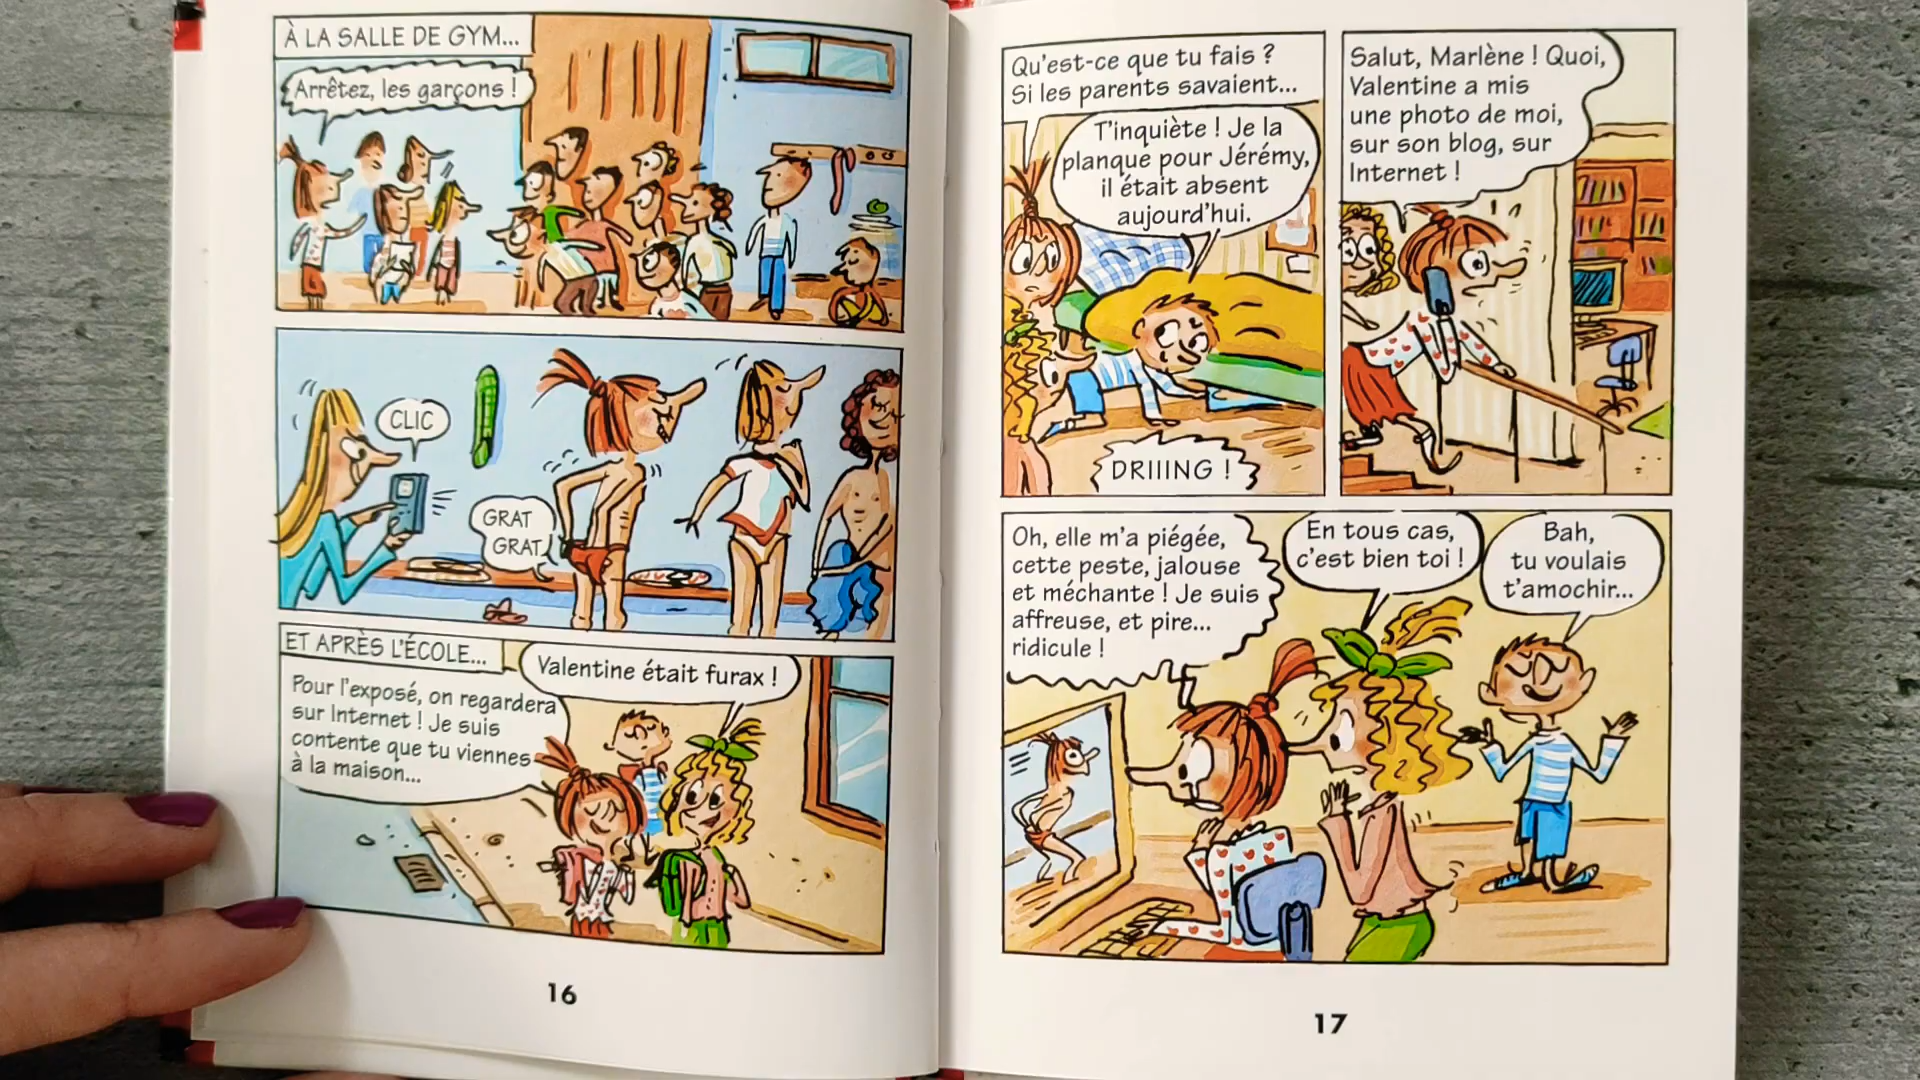 À LA SALLE DE GYM...
Arrêtez, les garçons !
CLIC
GRAT
GRAT
ET APRÈS L'ÉCOLE...
Valentine était furax !
Pour l'exposé, on regardera
sur Internet ! Je suis
contente que tu viennes
à la maison...
16
Qu'est-ce que tu fais ?
Si les parents savaient...
T'inquiète ! Je la
planque pour Jérémy,
il était absent
aujourd'hui.
DRIIING !
Salut, Marlène ! Quoi,
Valentine a mis
une photo de moi,
sur son blog, sur
Internet !
Oh, elle m'a piégée,
cette peste, jalouse
et méchante ! Je suis
affreuse, et pire...
ridicule !
En tous cas,
c'est bien toi !
Bah,
tu voulais
t'amochir...
17